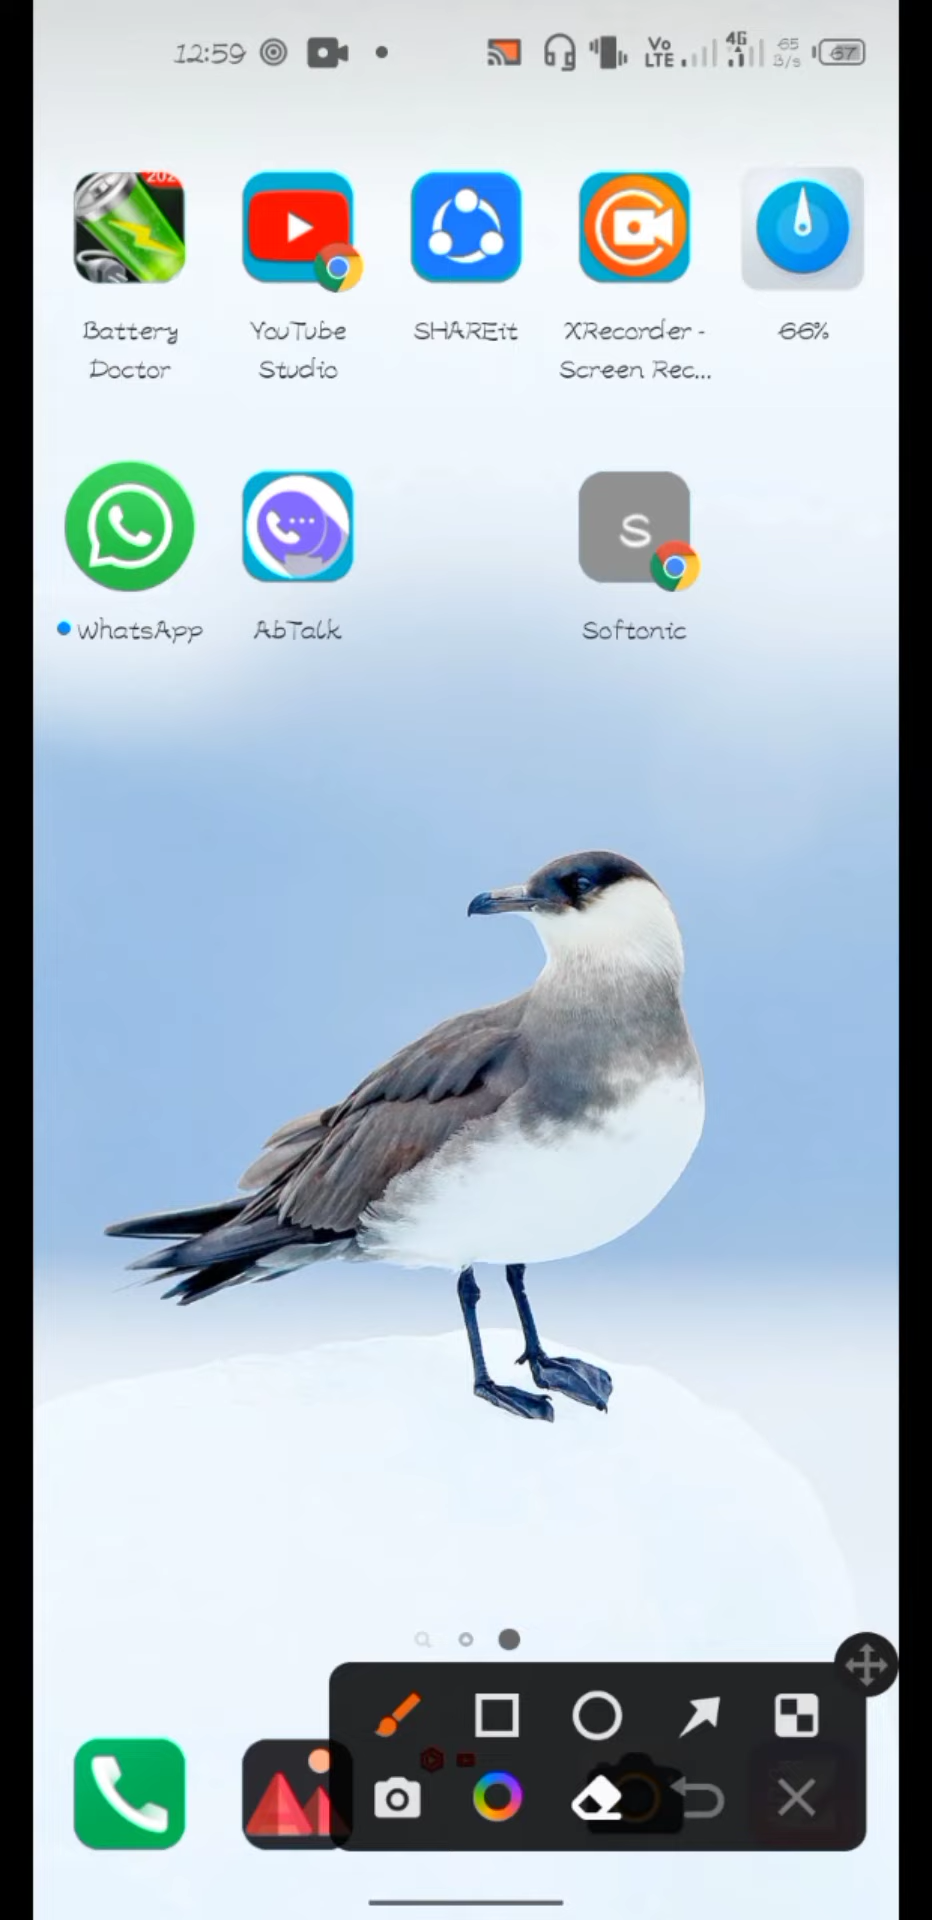 12:59
Vo
LTE
4G
65
B/s
67
202
Battery
Doctor
YouTube
Studio
SHAREit
XRecorder -
Screen Rec...
66%
WhatsApp
AbTalk
S
Softonic